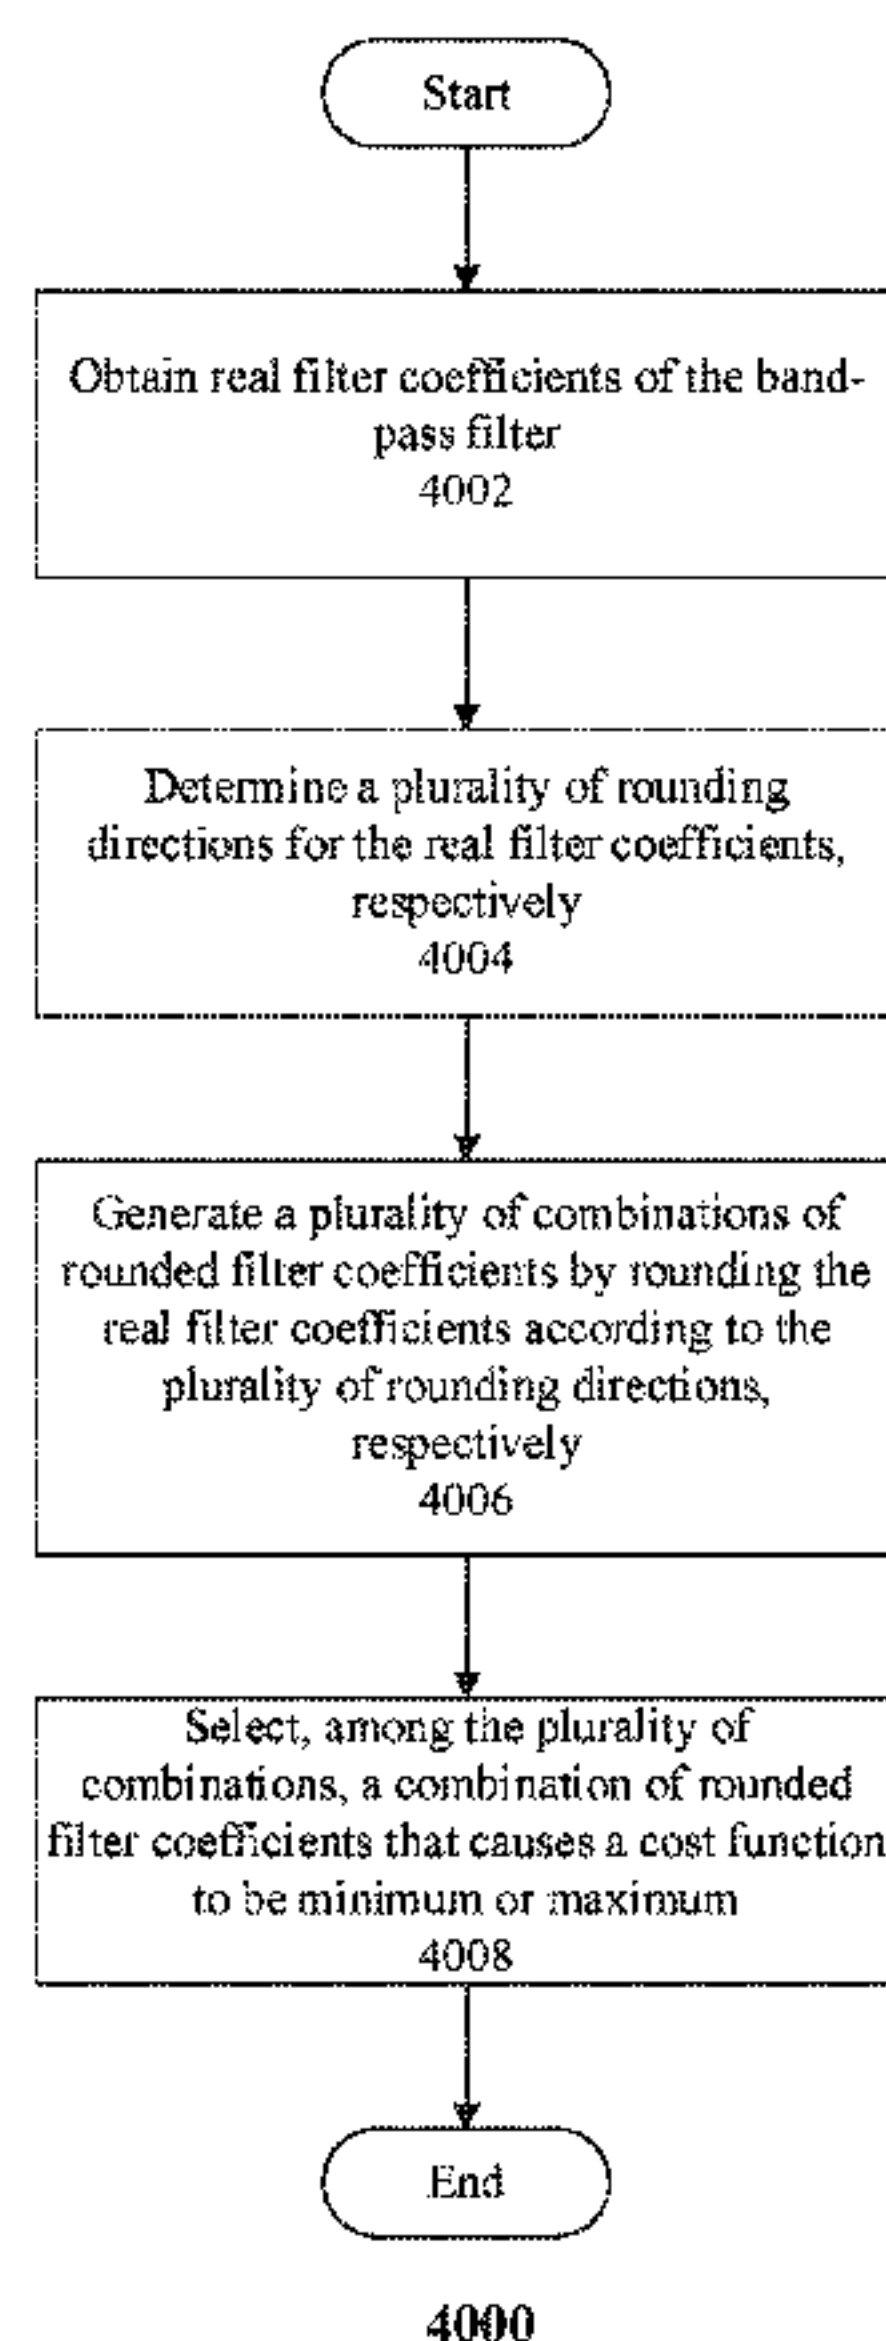 Start
Obtain real filter coefficients of the band-
pass filter
4002
Determine a plurality of rounding
directions for the real filter coefficients,
respectively
4004
Generate a plurality of combinations of
rounded filter coefficients by rounding the
real filter coefficients according to the
plurality of rounding directions,
respectively
4006
Select, among the plurality of
combinations, a combination of rounded
filter coefficients that causes a cost function
to be minimum or maximum
4008
End
4000